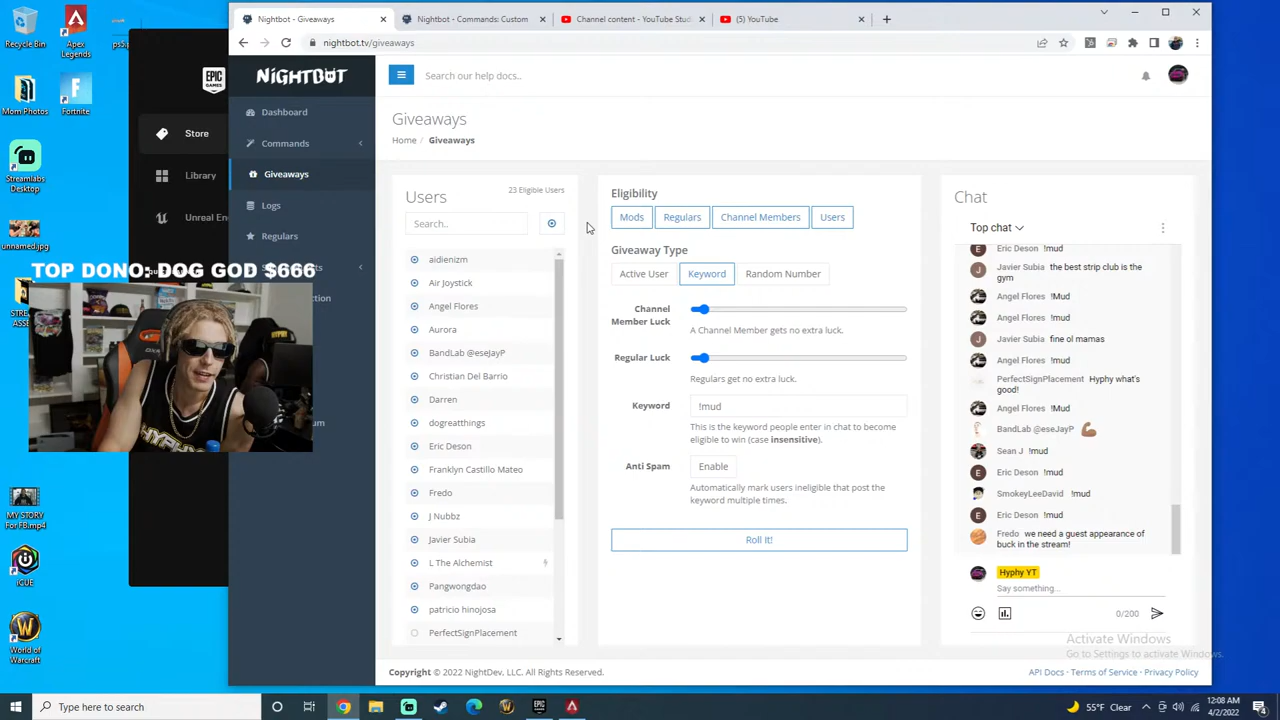 Recycle Bin
Apex
Legends
ps5.j
Mom Photos
Fortnite
Streamlabs
Desktop
unnamed.jpg
MY STORY
For FB.mp4
iCUE
World of
Warcraft
EPIC
GAMES
Store
Library
Unreal En
TOP DONO: DOG GOD $666
Nightbot - Giveaways
Nightbot - Commands: Custom
Channel content - YouTube Stud
(5) YouTube
nightbot.tv/giveaways
NIGHTBOT
Search our help docs..
Dashboard
Commands
Giveaways
Logs
Regulars
Giveaways
Home / Giveaways
Users
23 Eligible Users
Search..
aidienizm
Air Joystick
Angel Flores
Aurora
BandLab @eseJayP
Christian Del Barrio
Darren
dogreatthings
Eric Deson
Franklyn Castillo Mateo
Fredo
J Nubbz
Javier Subia
L The Alchemist
Pangwongdao
patricio hinojosa
PerfectSignPlacement
Eligibility
Mods
Regulars
Channel Members
Users
Giveaway Type
Active User
Keyword
Random Number
Channel
Member Luck
A Channel Member gets no extra luck.
Regular Luck
Regulars get no extra luck.
Keyword
!mud
This is the keyword people enter in chat to become
eligible to win (case insensitive).
Anti Spam
Enable
Automatically mark users ineligible that post the
keyword multiple times.
Roll It!
Chat
Top chat
Eric Deson !mud
Javier Subia the best strip club is the
gym
Angel Flores !Mud
Angel Flores !mud
Javier Subia fine ol mamas
Angel Flores !mud
PerfectSignPlacement Hyphy what's
good!
Angel Flores !Mud
BandLab @eseJayP
Sean J !mud
Eric Deson !mud
SmokeyLeeDavid !mud
Eric Deson !mud
Fredo we need a guest appearance of
buck in the stream!
Hyphy YT
Say something...
0/200
Activate Windows
Go to Settings to activate Windows.
Copyright © 2022 NightDev, LLC. All Rights Reserved.
API Docs - Terms of Service - Privacy Policy
Type here to search
55°F Clear
12:08 AM
4/2/2022